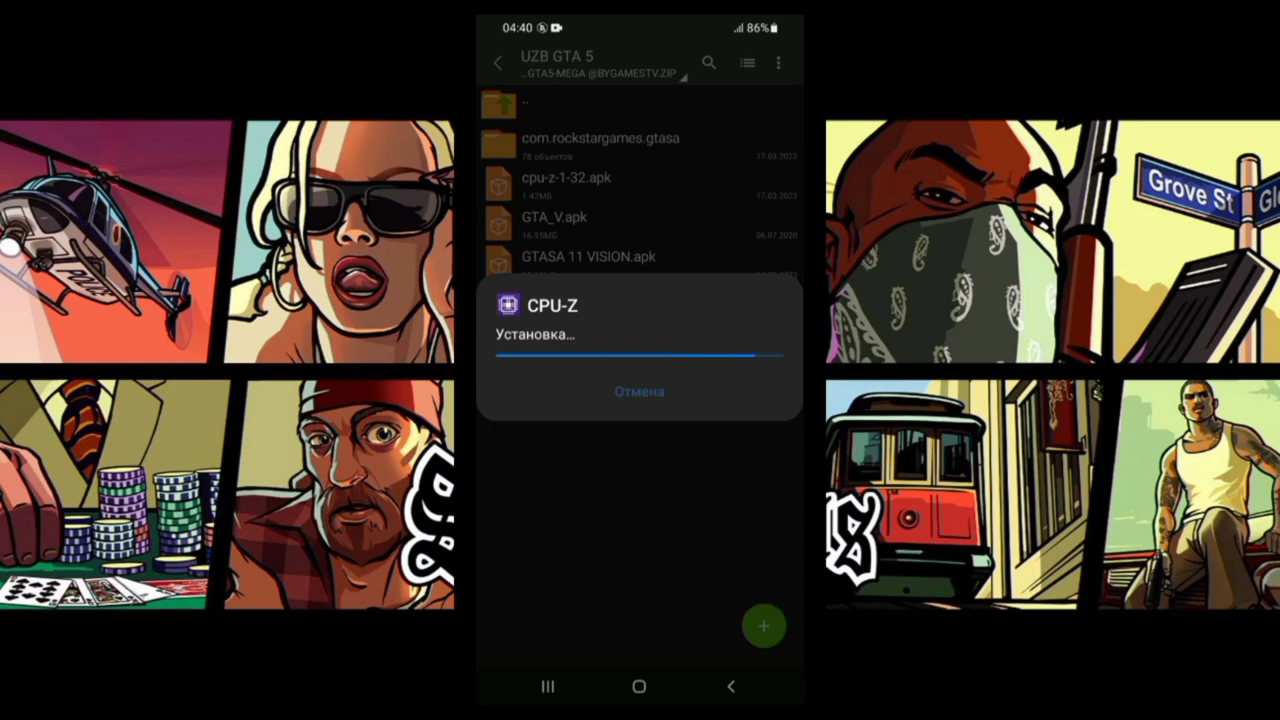 04:40
86%
UZB GTA 5
...GTA5-MEGA @BYGAMESTV.ZIP
..
com.rockstargames.gtasa
78 объектов
17.03.2023
cpu-z-1-32.apk
1.42МБ
17.03.2023
GTA_V.apk
16.95МБ
06.07.2020
GTASA 11 VISION.apk
CPU-Z
Установка...
Отмена
Grove St
POLICE
TM